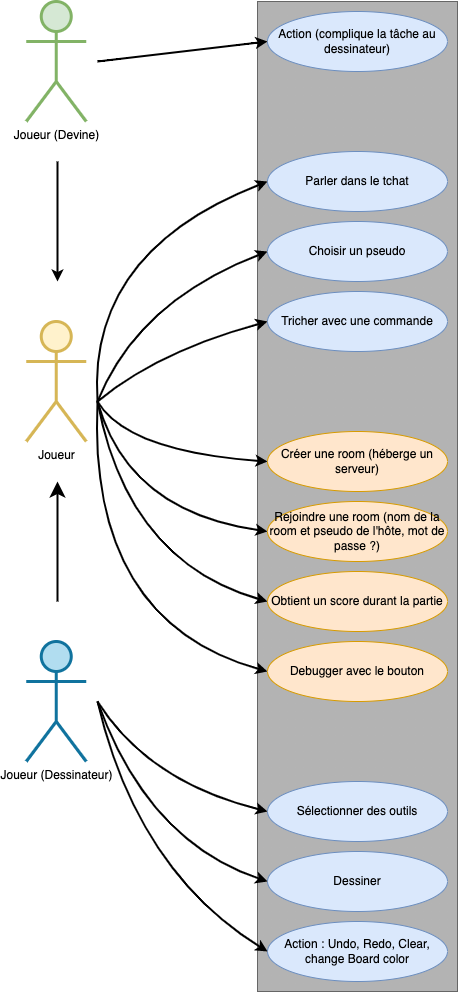 Action (complique la tâche au
dessinateur)
Joueur (Devine)
Parler dans le tchat
Choisir un pseudo
Tricher avec une commande
Joueur
Créer une room (héberge un
serveur)
Rejoindre une room (nom de la
room et pseudo de l'hôte, mot de
passe ?)
Obtient un score durant la partie
Debugger avec le bouton
Joueur (Dessinateur)
Sélectionner des outils
Dessiner
Action : Undo, Redo, Clear,
change Board color